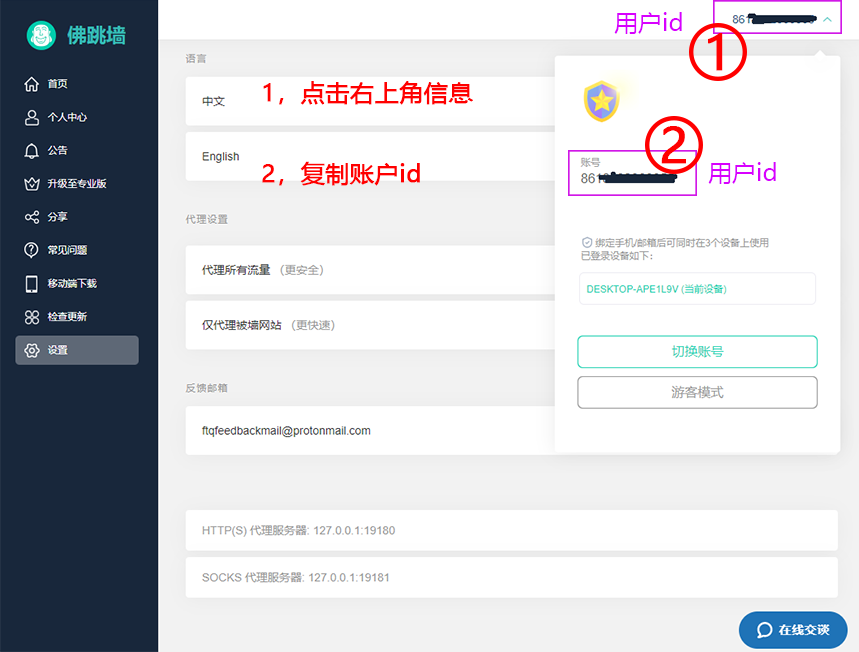 佛跳墙
首页
个人中心
公告
升级至专业版
分享
常见问题
移动端下载
检查更新
设置
用户id
861
①
语言
中文
1，点击右上角信息
English
2，复制账户id
②
账号
861
用户id
代理设置
代理所有流量 (更安全)
仅代理被墙网站 (更快速)
绑定手机/邮箱后可同时在3个设备上使用
已登录设备如下:
DESKTOP-APE1L9V (当前设备)
切换账号
游客模式
反馈邮箱
ftqfeedbackmail@protonmail.com
HTTP(S) 代理服务器: 127.0.0.1:19180
SOCKS 代理服务器: 127.0.0.1:19181
在线交谈